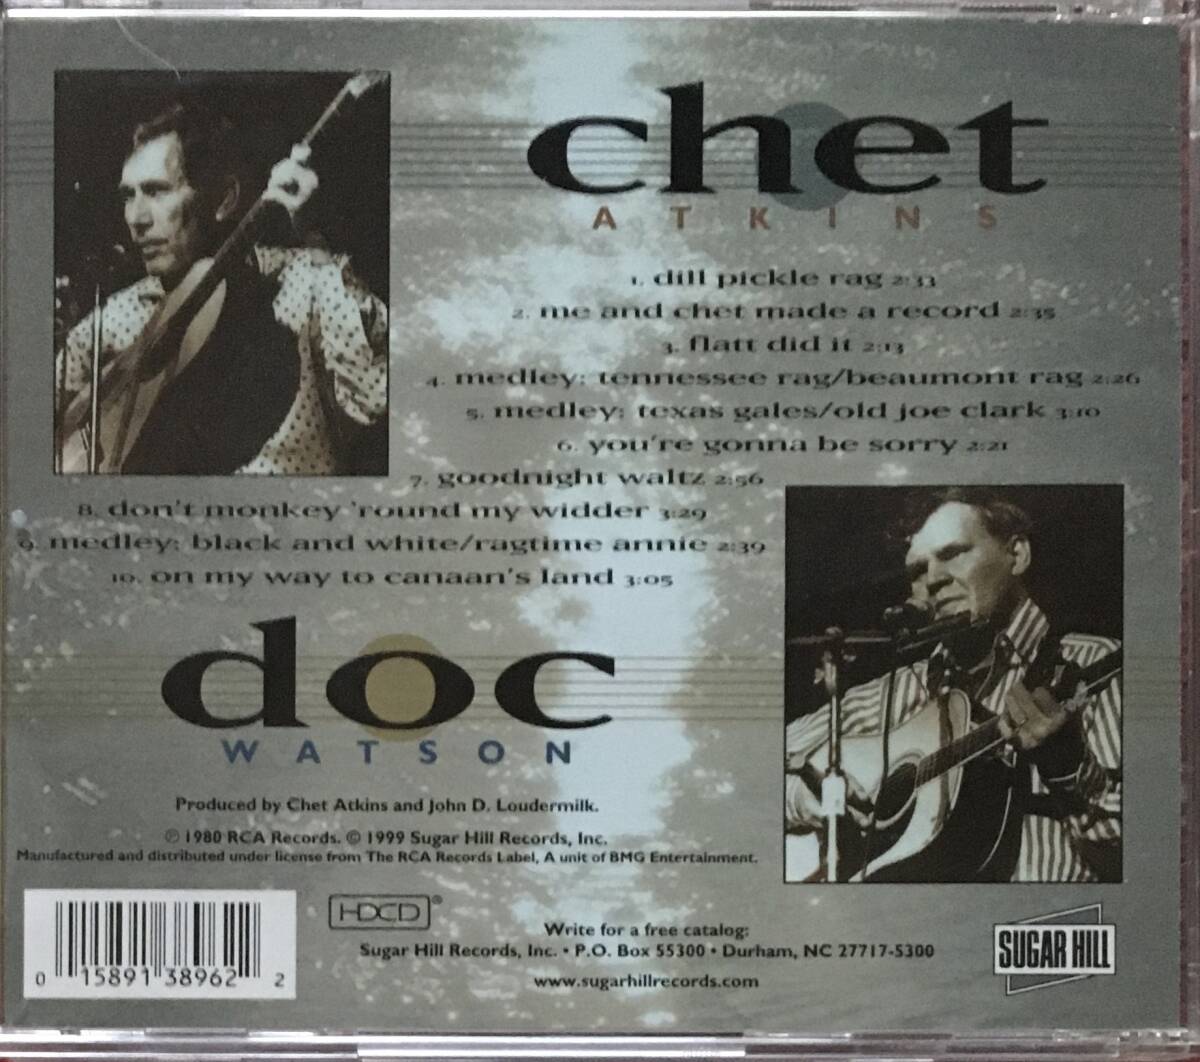 chet
ATKINS
1. dill pickle rag 2:33
2. me and chet made a record 2:35
3. flatt did it 2:13
4. medley: tennessee rag/beaumont rag 2:26
5. medley: texas gales/old joe clark 3:10
6. you're gonna be sorry 2:21
7. goodnight waltz 2:56
8. don't monkey 'round my widder 3:29
9. medley: black and white/ragtime annie 2:39
10. on my way to canaan's land 3:05
doc
WATSON
Produced by Chet Atkins and John D. Loudermilk.
℗ 1980 RCA Records. © 1999 Sugar Hill Records, Inc.
Manufactured and distributed under license from The RCA Records Label, A unit of BMG Entertainment.
0 15891 38962 2
HDCD®
Write for a free catalog:
Sugar Hill Records, Inc. • P.O. Box 55300 • Durham, NC 27717-5300
www.sugarhillrecords.com
SUGAR HILL